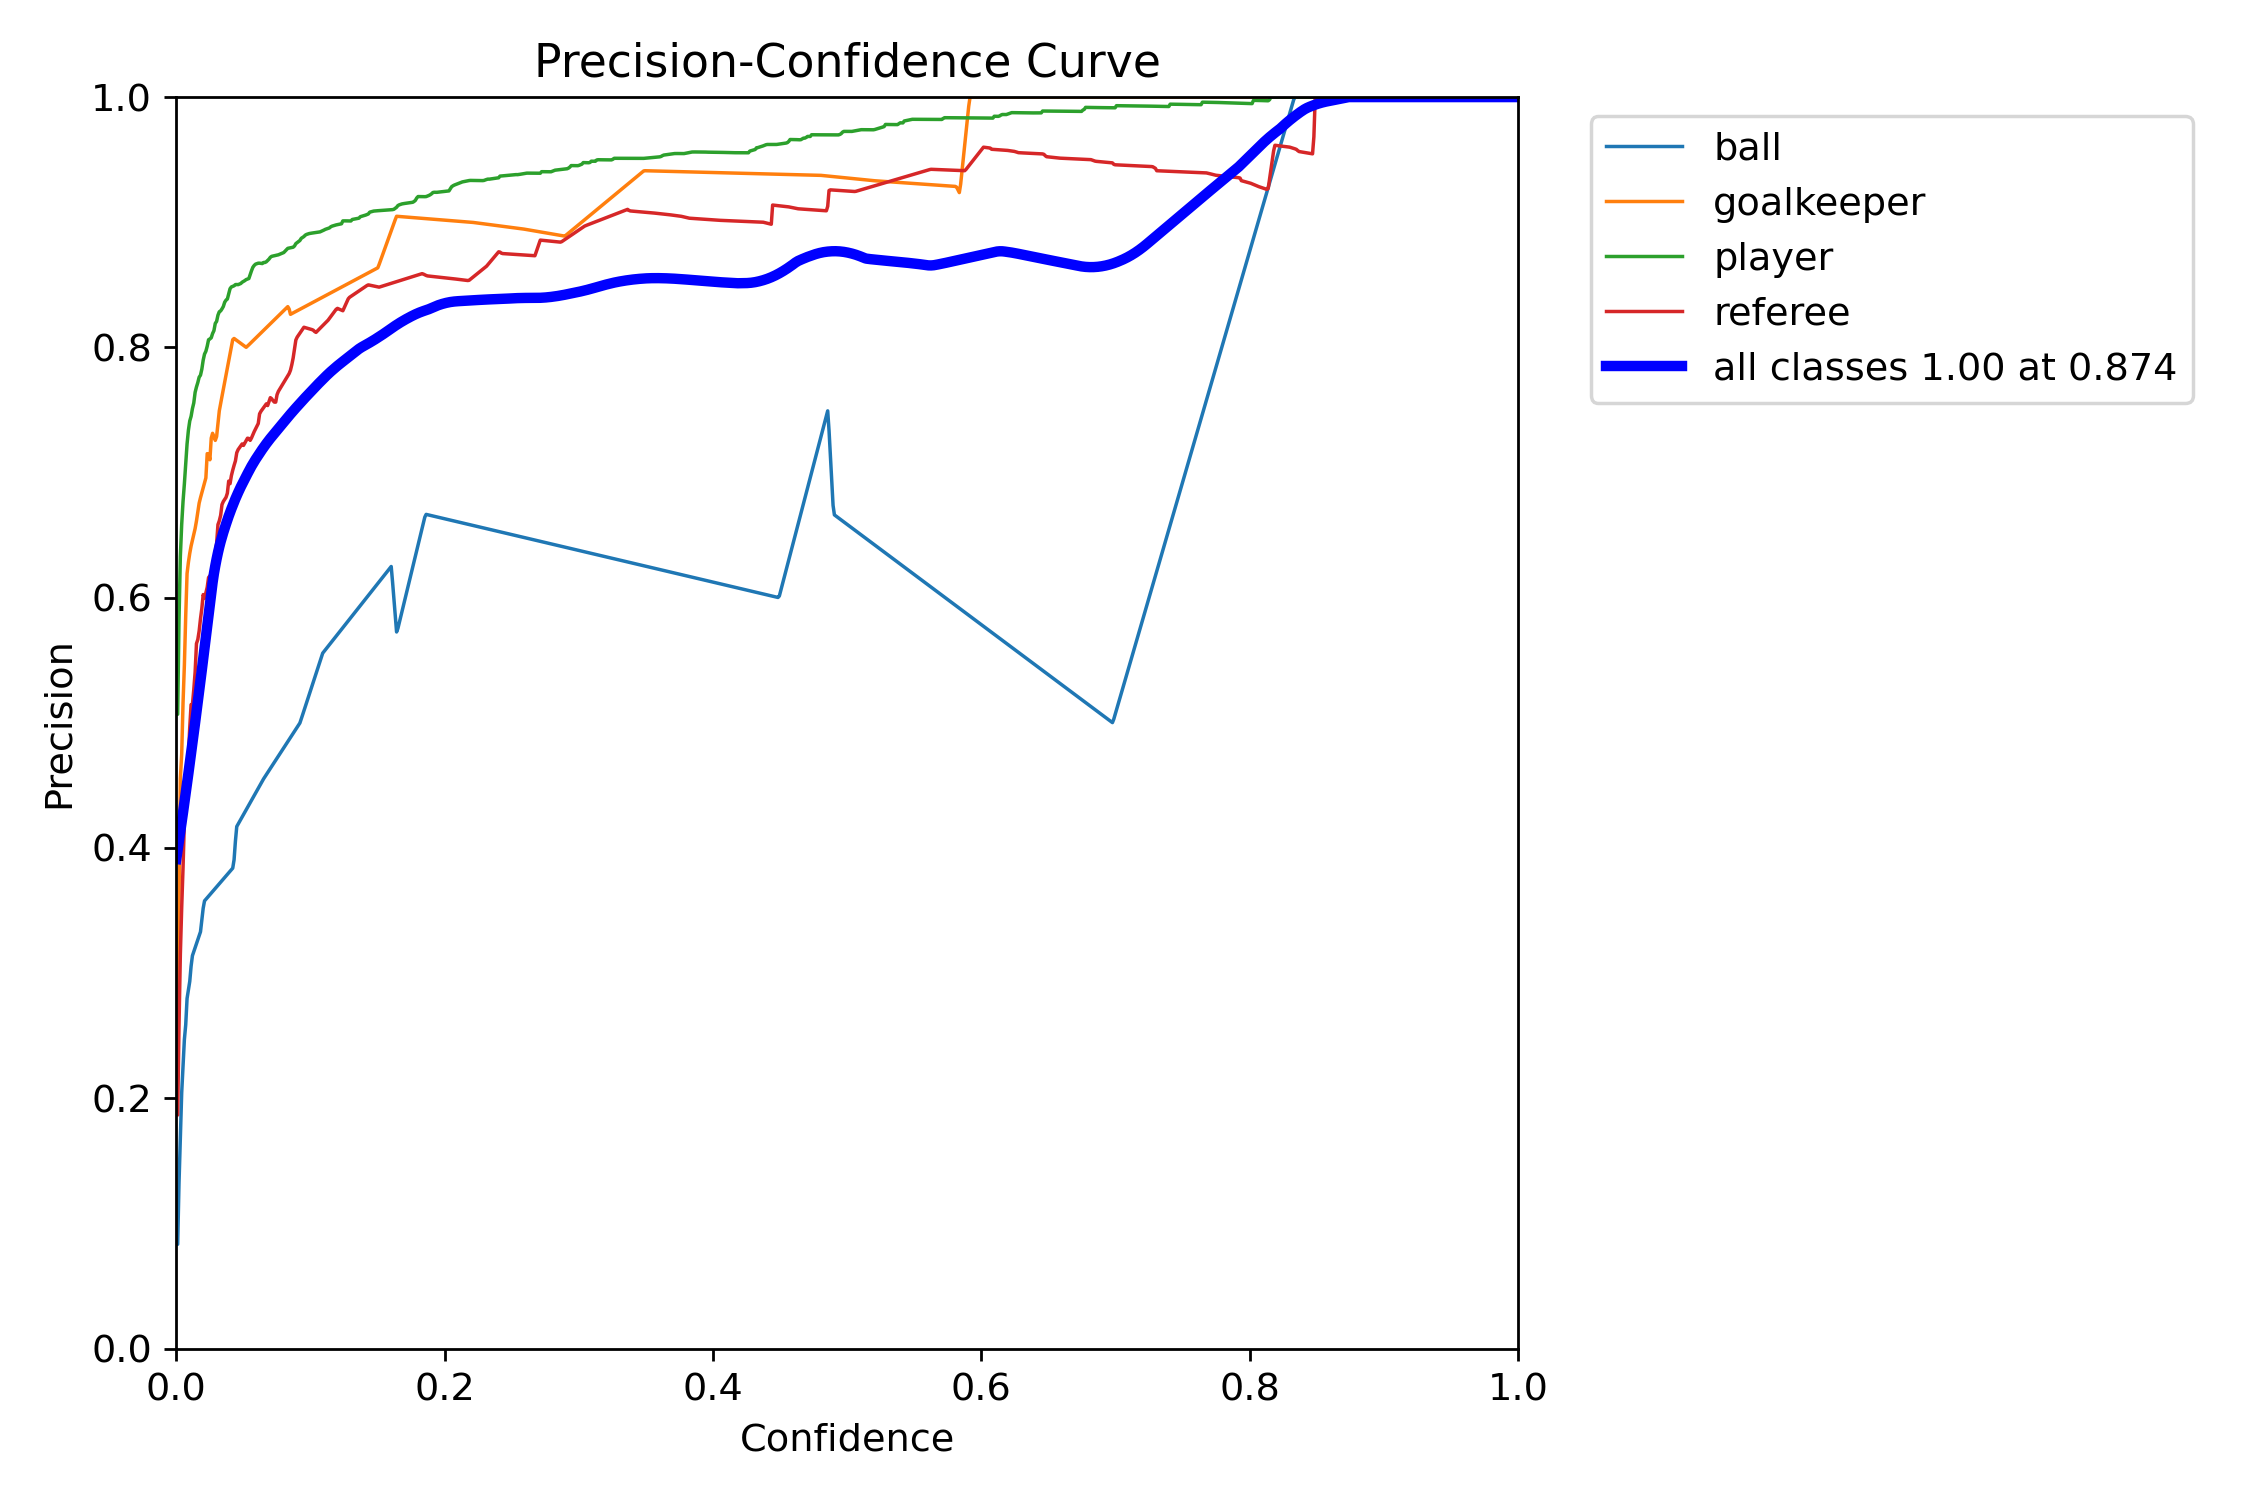 Precision-Confidence Curve
1.0
0.8
0.6
0.4
0.2
0.0
Precision
0.0 0.2 0.4 0.6 0.8 1.0
Confidence
ball
goalkeeper
player
referee
all classes 1.00 at 0.874